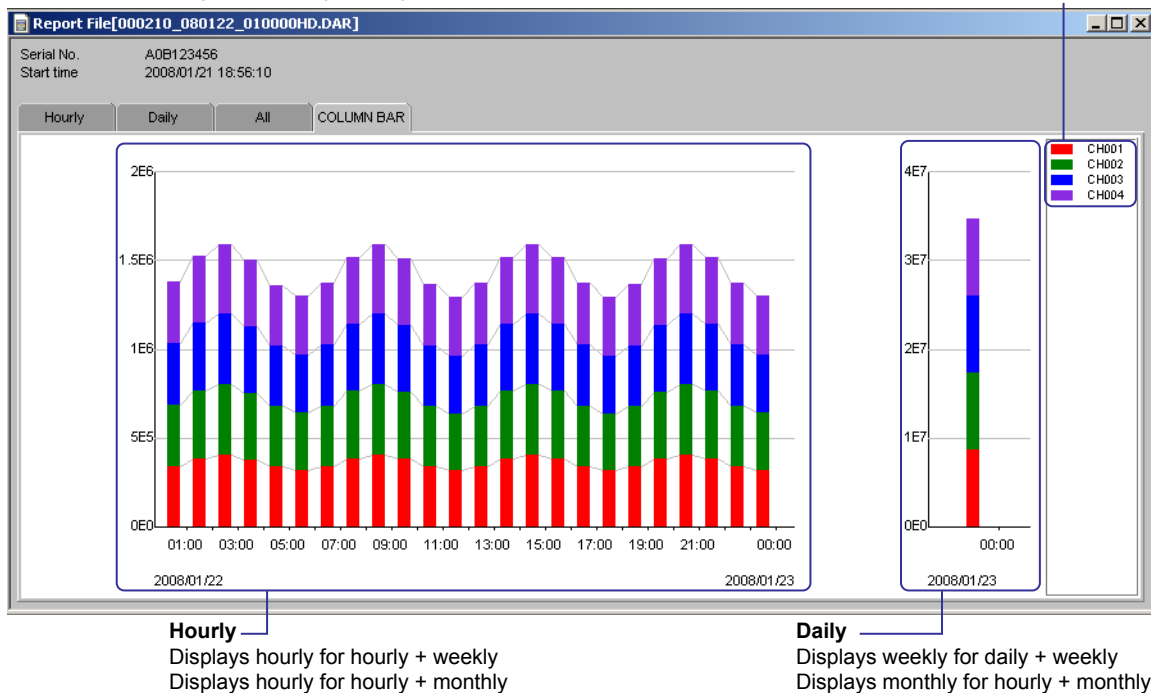 Report File[000210_080122_010000HD.DAR]
Serial No. A0B123456
Start time 2008/01/21 18:56:10
Hourly Daily All COLUMN BAR
2E6
1.5E6
1E6
5E5
0E0
01:00 03:00 05:00 07:00 09:00 11:00 13:00 15:00 17:00 19:00 21:00 00:00
2008/01/22 2008/01/23
4E7
3E7
2E7
1E7
0E0
00:00
2008/01/23
CH001
CH002
CH003
CH004
Hourly
Displays hourly for hourly + weekly
Displays hourly for hourly + monthly
Daily
Displays weekly for daily + weekly
Displays monthly for hourly + monthly